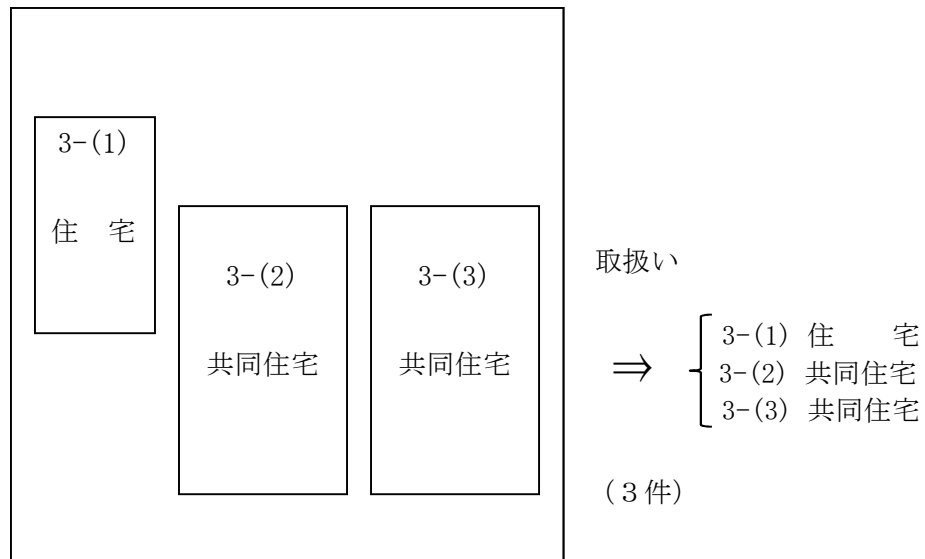 3-(1)
住　宅
3-(2)
共同住宅
3-(3)
共同住宅
取扱い
⇒
3-(1) 住　　宅
3-(2) 共同住宅
3-(3) 共同住宅
（３件）